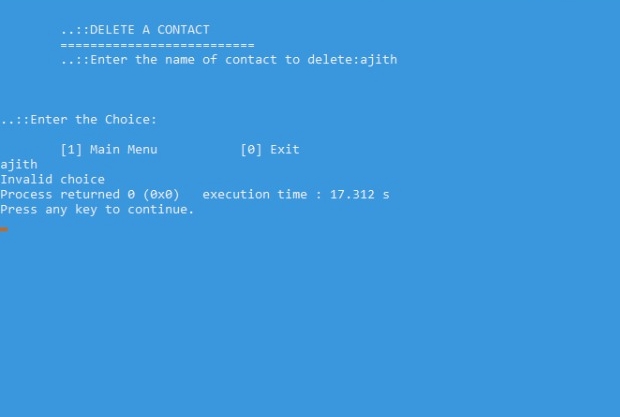 ..::DELETE A CONTACT
==========================
..::Enter the name of contact to delete:ajith
..::Enter the Choice:
[1] Main Menu [0] Exit
ajith
Invalid choice
Process returned 0 (0x0) execution time : 17.312 s
Press any key to continue.